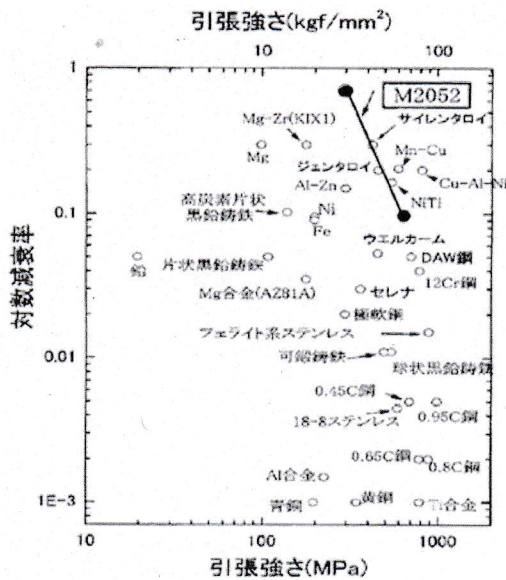 引張強さ(kgf/mm²)
10 100
1
M2052
Mg-Zr(KIX1)
サイレンタロイ
Mg
Mn-Cu
ジェンタロイ
Al-Zn
Cu-Al-Ni
NiTi
高炭素片状
黒鉛鋳鉄
Ni
0.1
Fe
対数減衰率
ウエルカーム
鉛
片状黒鉛鋳鉄
DAW鋼
12Cr鋼
Mg合金(AZ81A)
セレナ
極軟鋼
フェライト系ステンレス
0.01
可鍛鋳鉄
球状黒鉛鋳鉄
0.45C鋼
18-8ステンレス
0.95C鋼
0.65C鋼
0.8C鋼
Al合金
1E-3
青銅
黄銅
Ti合金
10 100 1000
引張強さ(MPa)